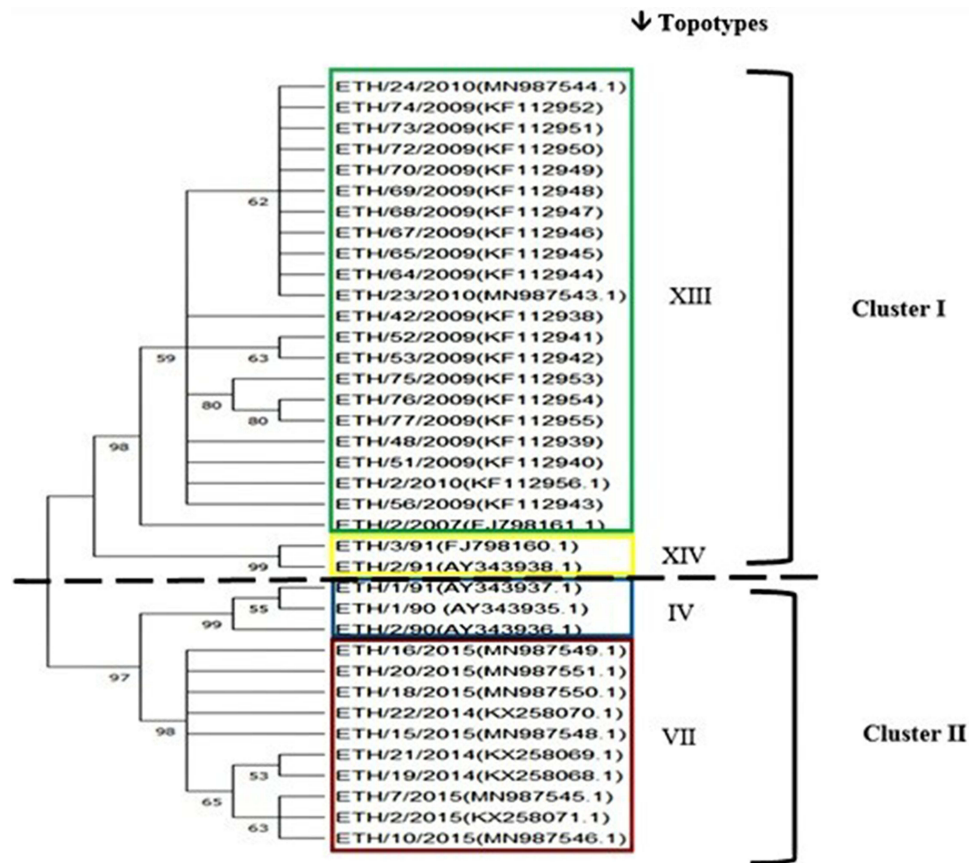 ↓ Topotypes
ETH/24/2010(MN987544.1)
ETH/74/2009(KF112952)
ETH/73/2009(KF112951)
ETH/72/2009(KF112950)
ETH/70/2009(KF112949)
ETH/69/2009(KF112948)
62
ETH/68/2009(KF112947)
ETH/67/2009(KF112946)
ETH/65/2009(KF112945)
ETH/64/2009(KF112944)
ETH/23/2010(MN987543.1)
XIII
Cluster I
ETH/42/2009(KF112938)
ETH/52/2009(KF112941)
59
63
ETH/53/2009(KF112942)
ETH/75/2009(KF112953)
80
ETH/76/2009(KF112954)
80
ETH/77/2009(KF112955)
98
ETH/48/2009(KF112939)
ETH/51/2009(KF112940)
ETH/2/2010(KF112956.1)
ETH/56/2009(KF112943)
ETH/2/2007(FJ798161.1)
ETH/3/91(FJ798160.1)
XIV
99
ETH/2/91(AY343938.1)
ETH/1/91(AY343937.1)
55
ETH/1/90 (AY343935.1)
IV
99
ETH/2/90(AY343936.1)
ETH/16/2015(MN987549.1)
97
ETH/20/2015(MN987551.1)
ETH/18/2015(MN987550.1)
ETH/22/2014(KX258070.1)
98
ETH/15/2015(MN987548.1)
VII
Cluster II
ETH/21/2014(KX258069.1)
53
ETH/19/2014(KX258068.1)
65
ETH/7/2015(MN987545.1)
ETH/2/2015(KX258071.1)
63
ETH/10/2015(MN987546.1)